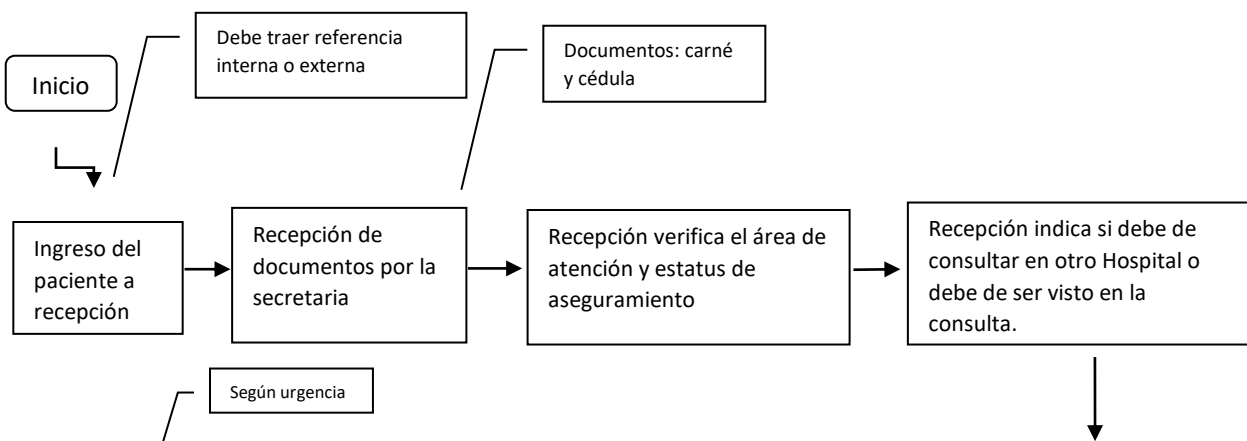 Debe traer referencia
interna o externa
Documentos: carné
y cédula
Inicio
Ingreso del
paciente a
recepción
Recepción de
documentos por la
secretaria
Recepción verifica el área de
atención y estatus de
aseguramiento
Recepción indica si debe de
consultar en otro Hospital o
debe de ser visto en la
consulta.
Según urgencia